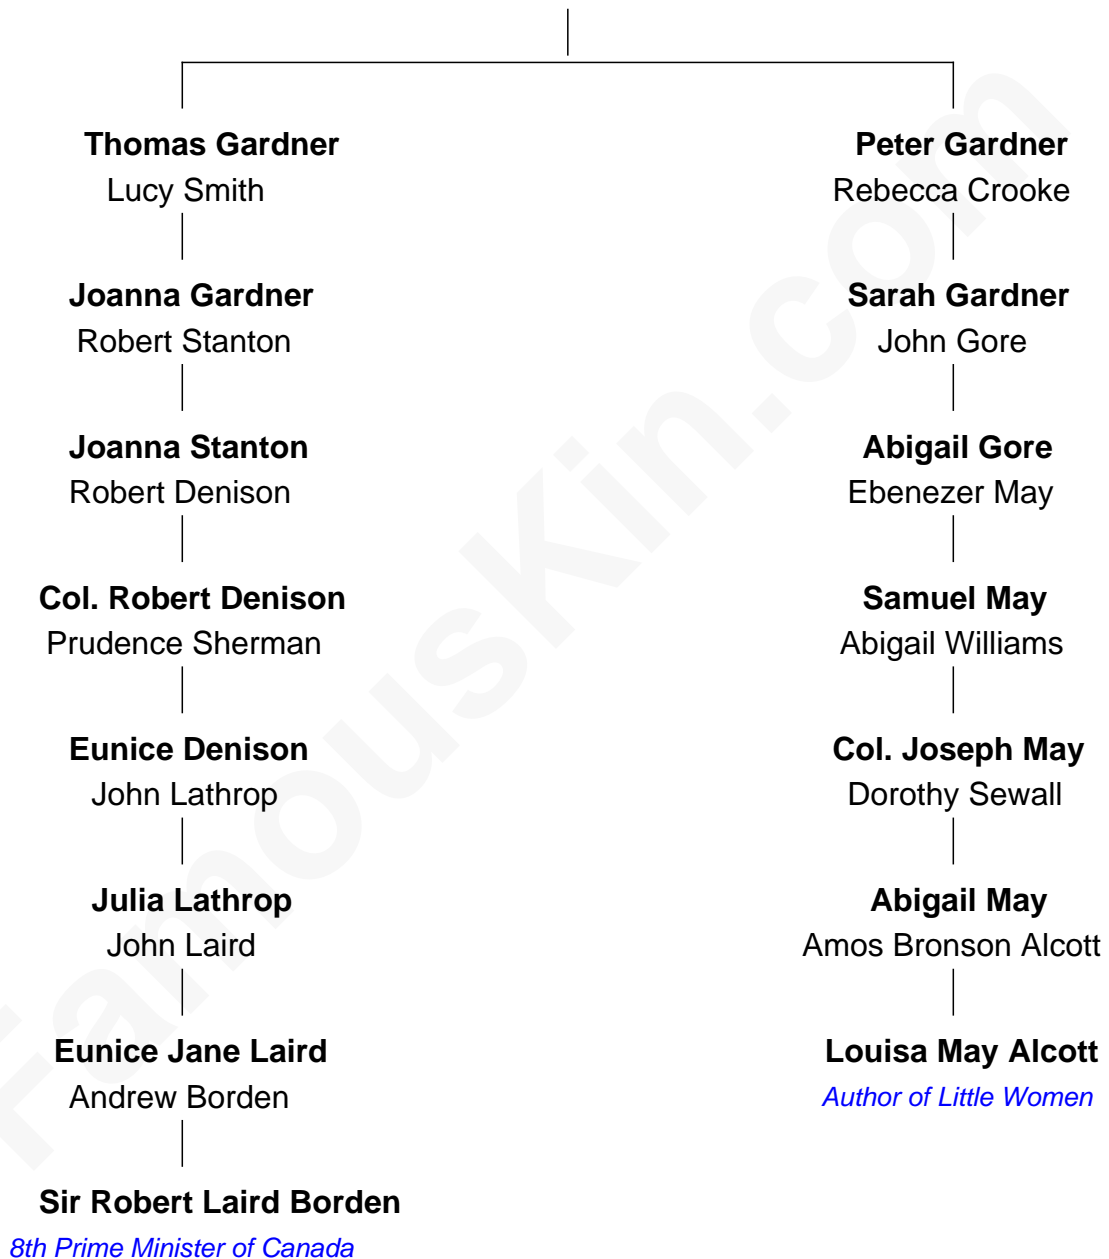 Thomas Gardner
Lucy Smith
Joanna Gardner
Robert Stanton
Joanna Stanton
Robert Denison
Col. Robert Denison
Prudence Sherman
Eunice Denison
John Lathrop
Julia Lathrop
John Laird
Eunice Jane Laird
Andrew Borden
Sir Robert Laird Borden
8th Prime Minister of Canada
Peter Gardner
Rebecca Crooke
Sarah Gardner
John Gore
Abigail Gore
Ebenezer May
Samuel May
Abigail Williams
Col. Joseph May
Dorothy Sewall
Abigail May
Amos Bronson Alcott
Louisa May Alcott
Author of Little Women
FamousKin.com